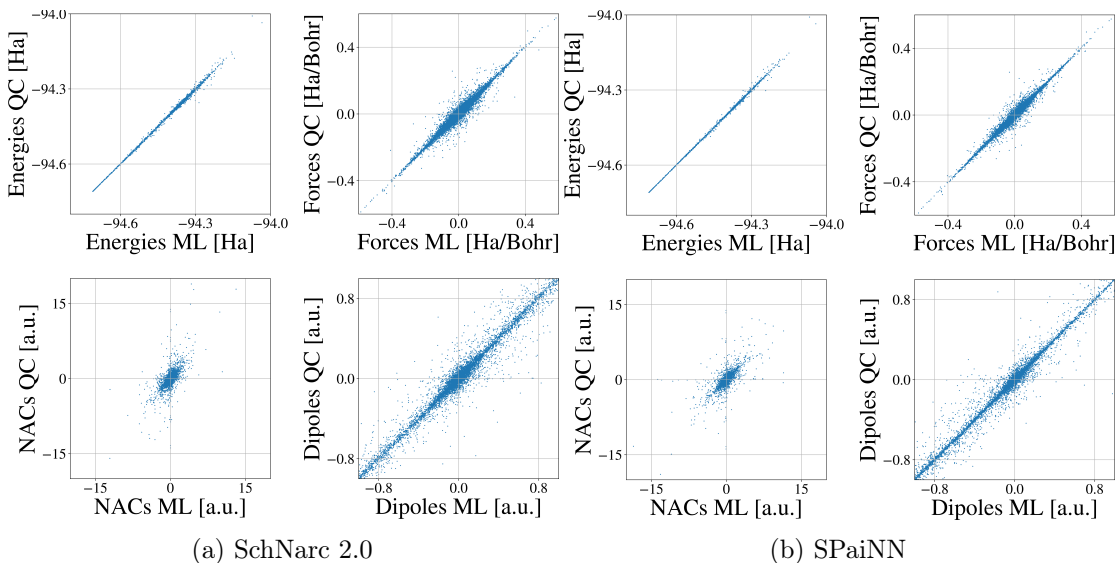 Energies QC [Ha]
−94.0
−94.3
−94.6
−94.6
−94.3
−94.0
Energies ML [Ha]
Forces QC [Ha/Bohr]
0.4
0.0
−0.4
−0.4
0.0
0.4
Forces ML [Ha/Bohr]
Energies QC [Ha]
−94.0
−94.3
−94.6
−94.6
−94.3
−94.0
Energies ML [Ha]
Forces QC [Ha/Bohr]
0.4
0.0
−0.4
−0.4
0.0
0.4
Forces ML [Ha/Bohr]
NACs QC [a.u.]
15
0
−15
−15
0
15
NACs ML [a.u.]
Dipoles QC [a.u.]
0.8
0.0
−0.8
−0.8
0.0
0.8
Dipoles ML [a.u.]
NACs QC [a.u.]
15
0
−15
−15
0
15
NACs ML [a.u.]
Dipoles QC [a.u.]
0.8
0.0
−0.8
−0.8
0.0
0.8
Dipoles ML [a.u.]
(a) SchNarc 2.0
(b) SPaiNN